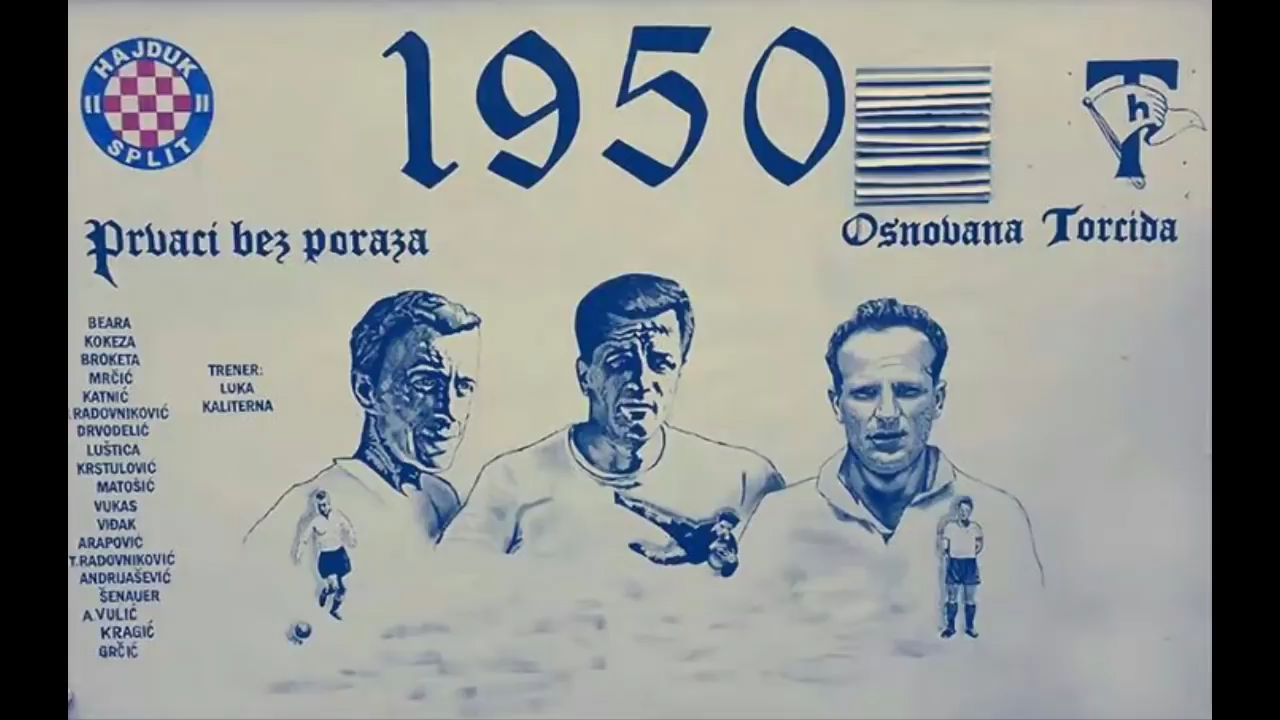 HAJDUK
SPLIT
1950
h
Prvaci bez poraza
Osnovana Torcida
BEARA
KOKEZA
BROKETA
MRČIĆ
KATNIĆ
RADOVNIKOVIĆ
DRVODELIĆ
LUŠTICA
KRSTULOVIĆ
MATOŠIĆ
VUKAS
VIĐAK
ARAPOVIĆ
T.RADOVNIKOVIĆ
ANDRIJAŠEVIĆ
ŠENAUER
A.VULIĆ
KRAGIĆ
GRČIĆ
TRENER:
LUKA
KALITERNA